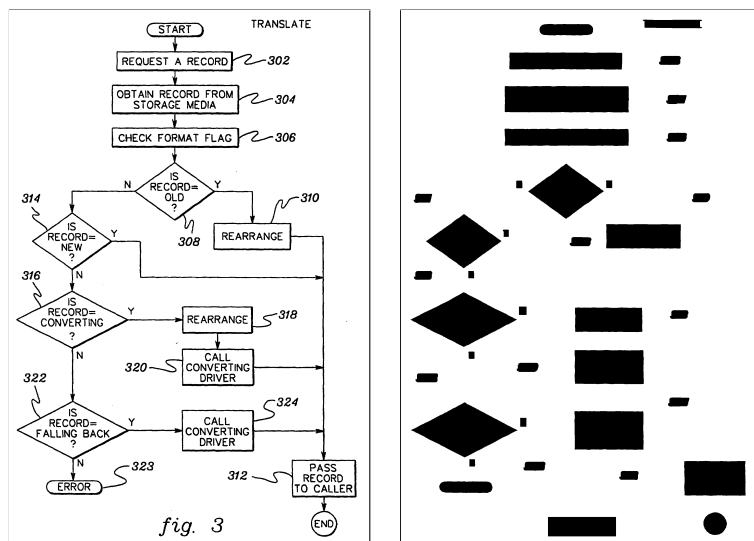 TRANSLATE
START
REQUEST A RECORD
302
OBTAIN RECORD FROM
STORAGE MEDIA
304
CHECK FORMAT FLAG
306
IS
RECORD=
OLD
?
N
Y
308
310
REARRANGE
314
IS
RECORD=
NEW
?
Y
N
316
IS
RECORD=
CONVERTING
?
Y
N
REARRANGE
318
320
CALL
CONVERTING
DRIVER
322
IS
RECORD=
FALLING BACK
?
Y
N
324
CALL
CONVERTING
DRIVER
323
ERROR
312
PASS
RECORD
TO CALLER
END
fig. 3